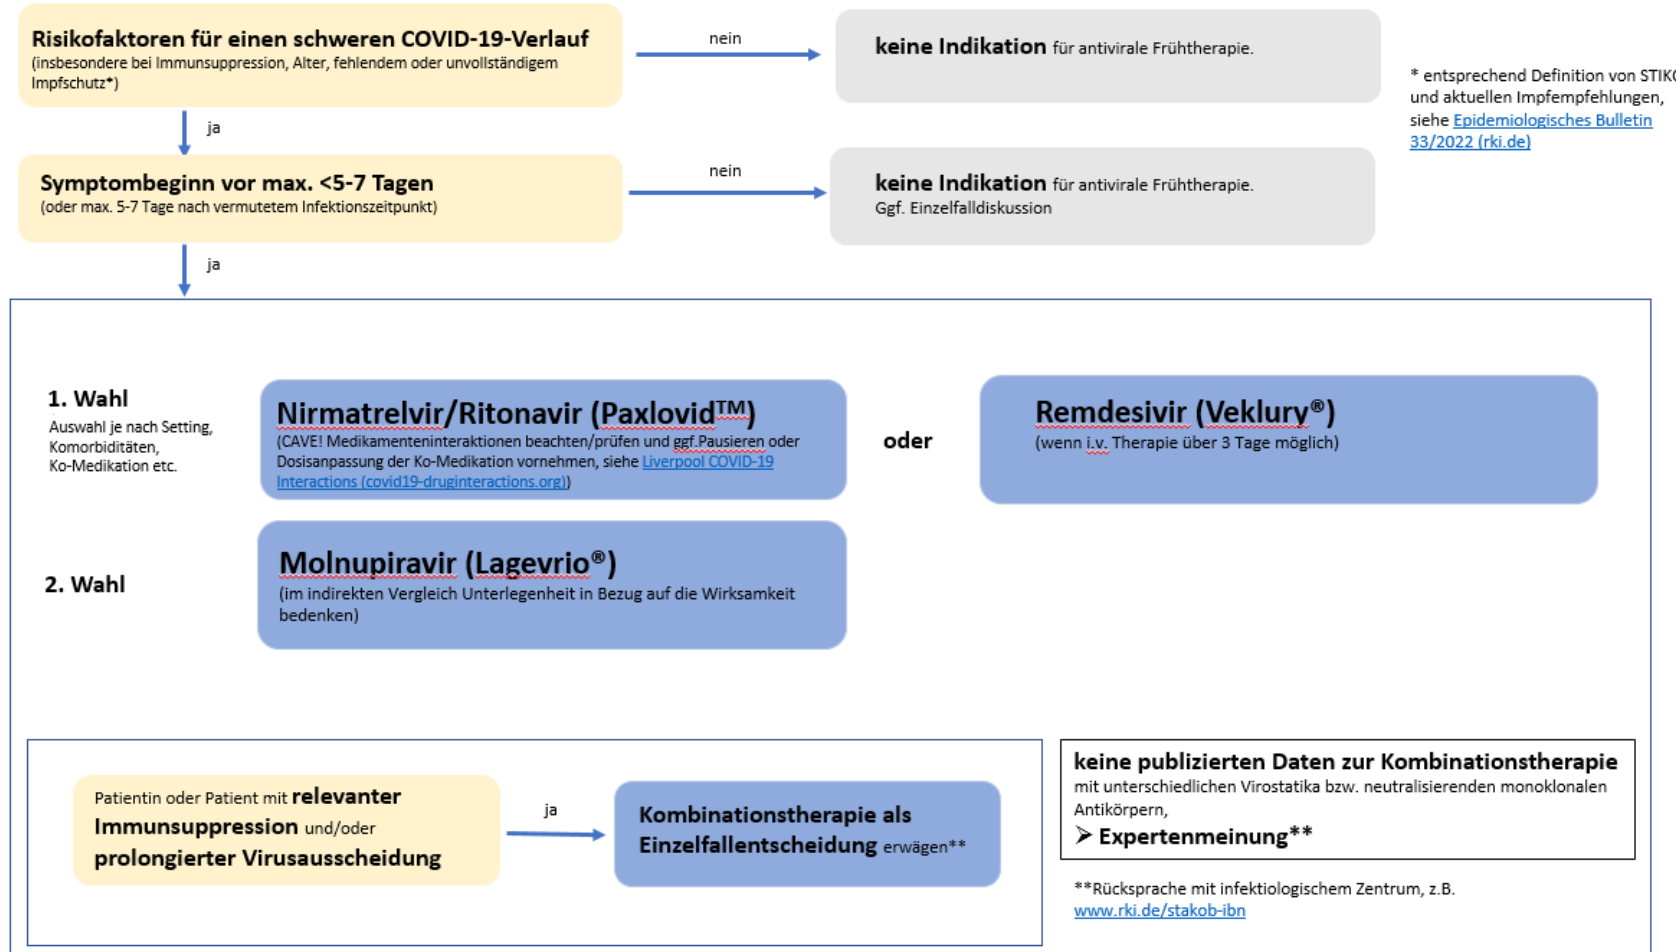 Risikofaktoren für einen schweren COVID-19-Verlauf
(insbesondere bei Immunsuppression, Alter, fehlendem oder unvollständigem
Impfschutz*)
nein
keine Indikation für antivirale Frühtherapie.
* entsprechend Definition von STIKO
und aktuellen Impfempfehlungen,
siehe Epidemiologisches Bulletin
33/2022 (rki.de)
ja
Symptombeginn vor max. <5-7 Tagen
(oder max. 5-7 Tage nach vermutetem Infektionszeitpunkt)
nein
keine Indikation für antivirale Frühtherapie.
Ggf. Einzelfalldiskussion
ja
1. Wahl
Auswahl je nach Setting,
Komorbiditäten,
Ko-Medikation etc.
Nirmatrelvir/Ritonavir (Paxlovid™)
(CAVE! Medikamenteninteraktionen beachten/prüfen und ggf.Pausieren oder
Dosisanpassung der Ko-Medikation vornehmen, siehe Liverpool COVID-19
Interactions (covid19-druginteractions.org))
oder
Remdesivir (Veklury®)
(wenn i.v. Therapie über 3 Tage möglich)
2. Wahl
Molnupiravir (Lagevrio®)
(im indirekten Vergleich Unterlegenheit in Bezug auf die Wirksamkeit
bedenken)
Patientin oder Patient mit relevanter
Immunsuppression und/oder
prolongierter Virusausscheidung
ja
Kombinationstherapie als
Einzelfallentscheidung erwägen**
keine publizierten Daten zur Kombinationstherapie
mit unterschiedlichen Virostatika bzw. neutralisierenden monoklonalen
Antikörpern,
➢ Expertenmeinung**
**Rücksprache mit infektiologischem Zentrum, z.B.
www.rki.de/stakob-ibn